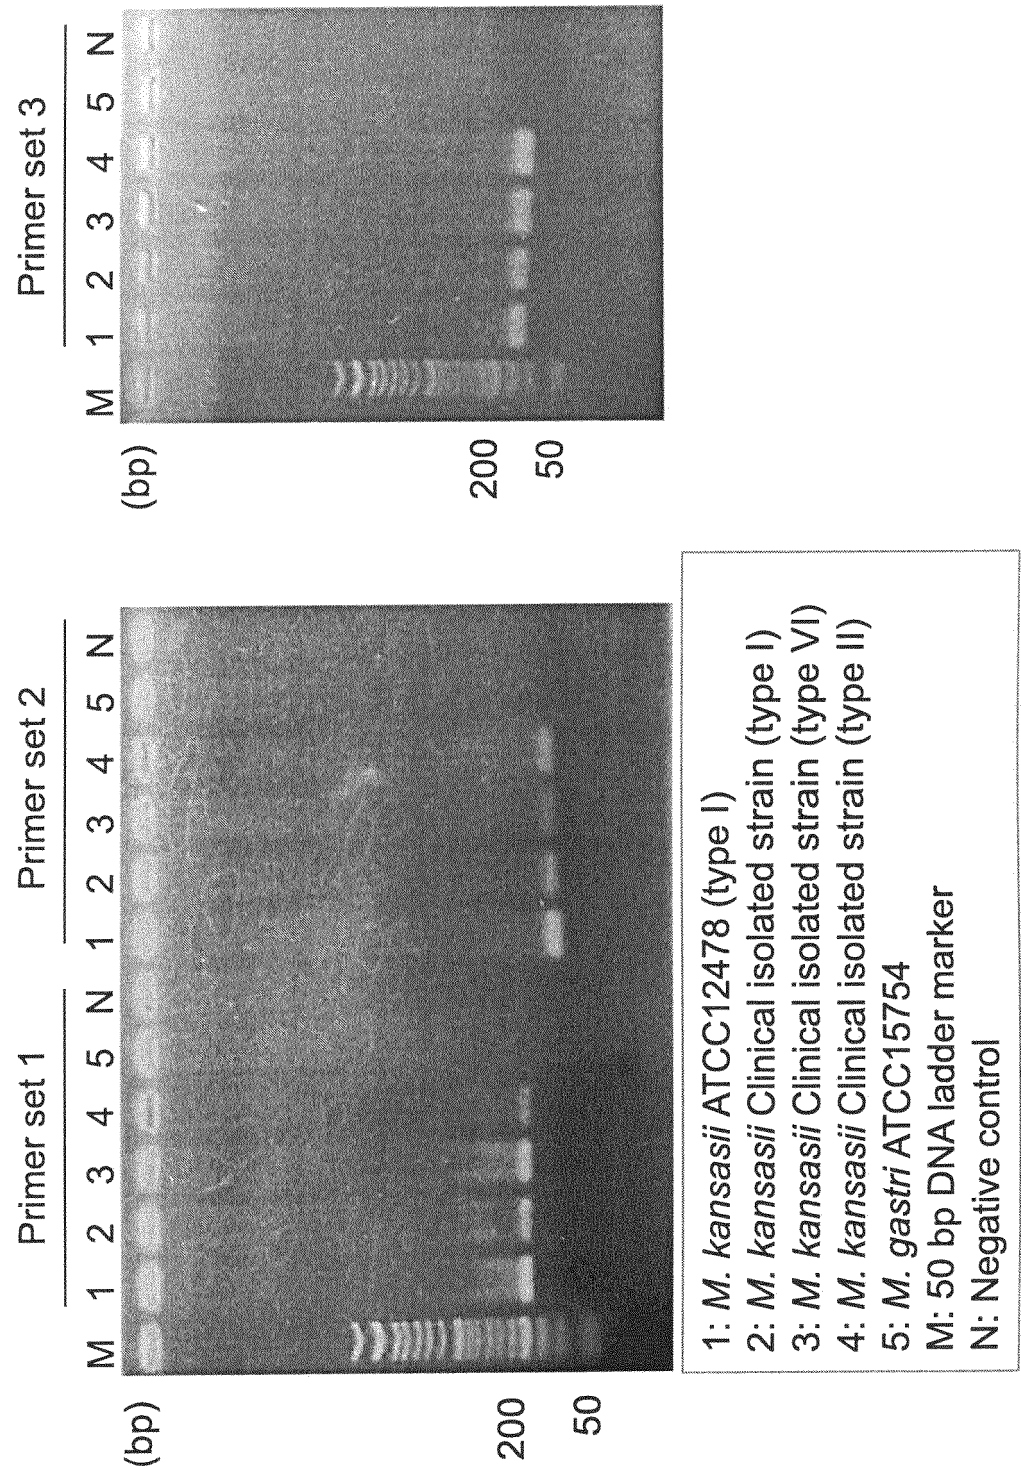 Primer set 1 Primer set 2
(bp) M 1 2 3 4 5 N 1 2 3 4 5 N
200
50
Primer set 3
(bp) M 1 2 3 4 5 N
200
50
1: M. kansasii ATCC12478 (type I)
2: M. kansasii Clinical isolated strain (type I)
3: M. kansasii Clinical isolated strain (type VI)
4: M. kansasii Clinical isolated strain (type II)
5: M. gastri ATCC15754
M: 50 bp DNA ladder marker
N: Negative control